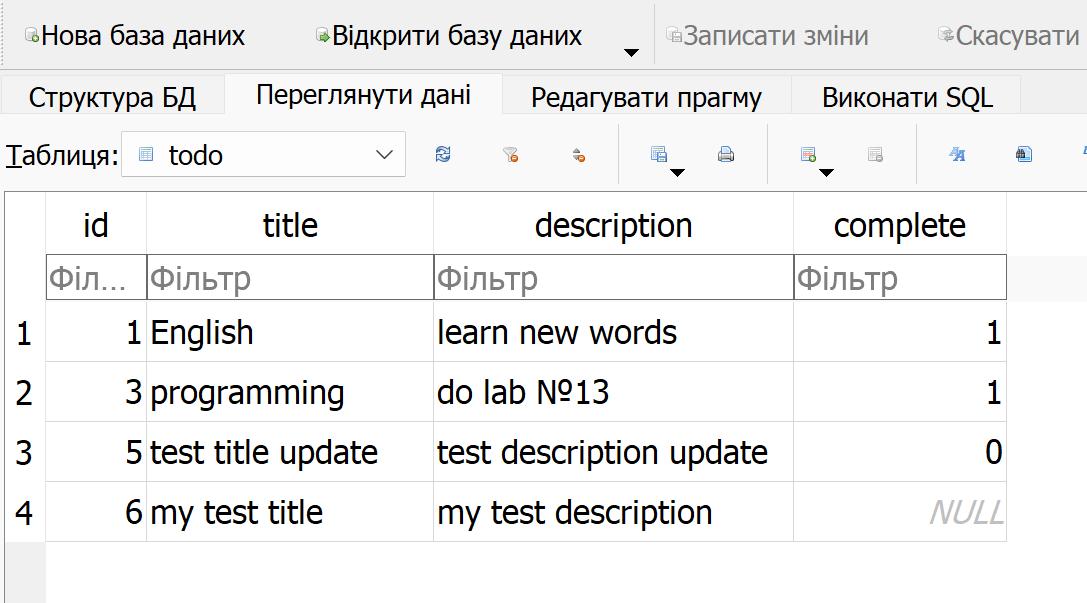 Нова база даних Відкрити базу даних Записати зміни Скасувати
Структура БД Переглянути дані Редагувати прагму Виконати SQL
Таблиця: todo
id title description complete
Філ... Фільтр Фільтр Фільтр
1 1 English learn new words 1
2 3 programming do lab №13 1
3 5 test title update test description update 0
4 6 my test title my test description NULL